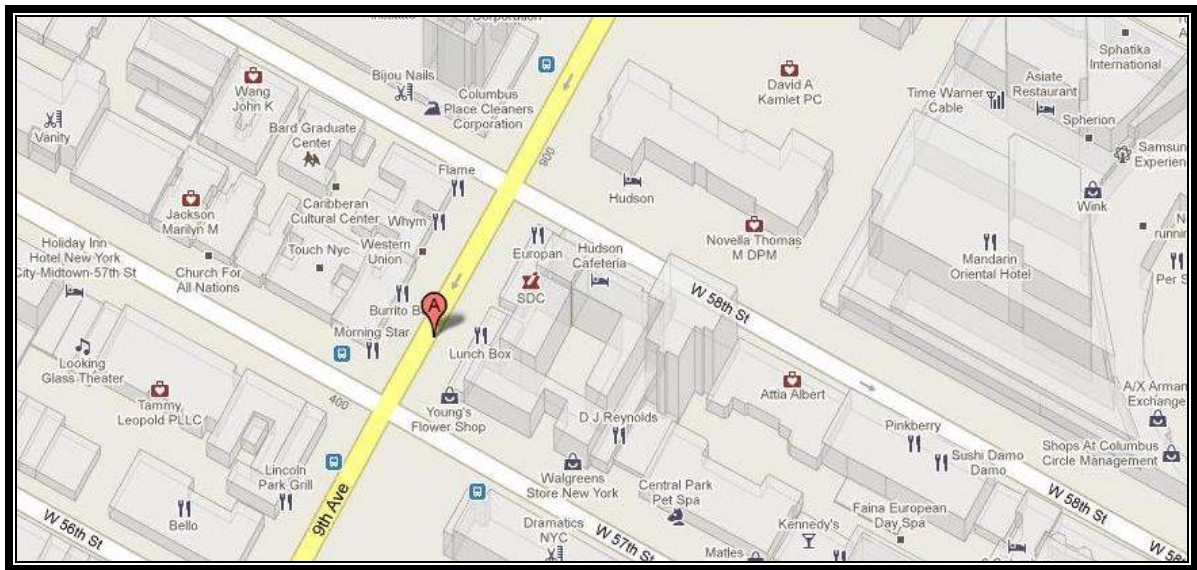 Institute
Corporation
Bijou Nails
Wang
John K
Columbus
Place Cleaners
Corporation
David A
Kamlet PC
Sphatika
International
Asiate
Restaurant
Time Warner
Cable
Spherion
Vanity
Bard Graduate
Center
800
Flame
Hudson
Wink
Jackson
Marilyn M
Caribberan
Cultural Center
Whym
Touch Nyc
Western
Union
Europan
Hudson
Cafeteria
Novella Thomas
M DPM
Mandarin
Oriental Hotel
Holiday Inn
Hotel New York
City-Midtown-57th St
Church For
All Nations
SDC
W 58th St
Burrito B
A
Morning Star
Lunch Box
Looking
Glass Theater
Tammy
Leopold PLLC
400
Young's
Flower Shop
D J Reynolds
Attia Albert
A/X Arman
Exchange
Pinkberry
Sushi Damo
Damo
Shops At Columbus
Circle Management
Lincoln
Park Grill
9th Ave
Bello
W 56th St
Walgreens
Store New York
Central Park
Pet Spa
W 58th St
Dramatics
NYC
W 57th St
Matles
Kennedy's
Faina European
Day Spa
W 58